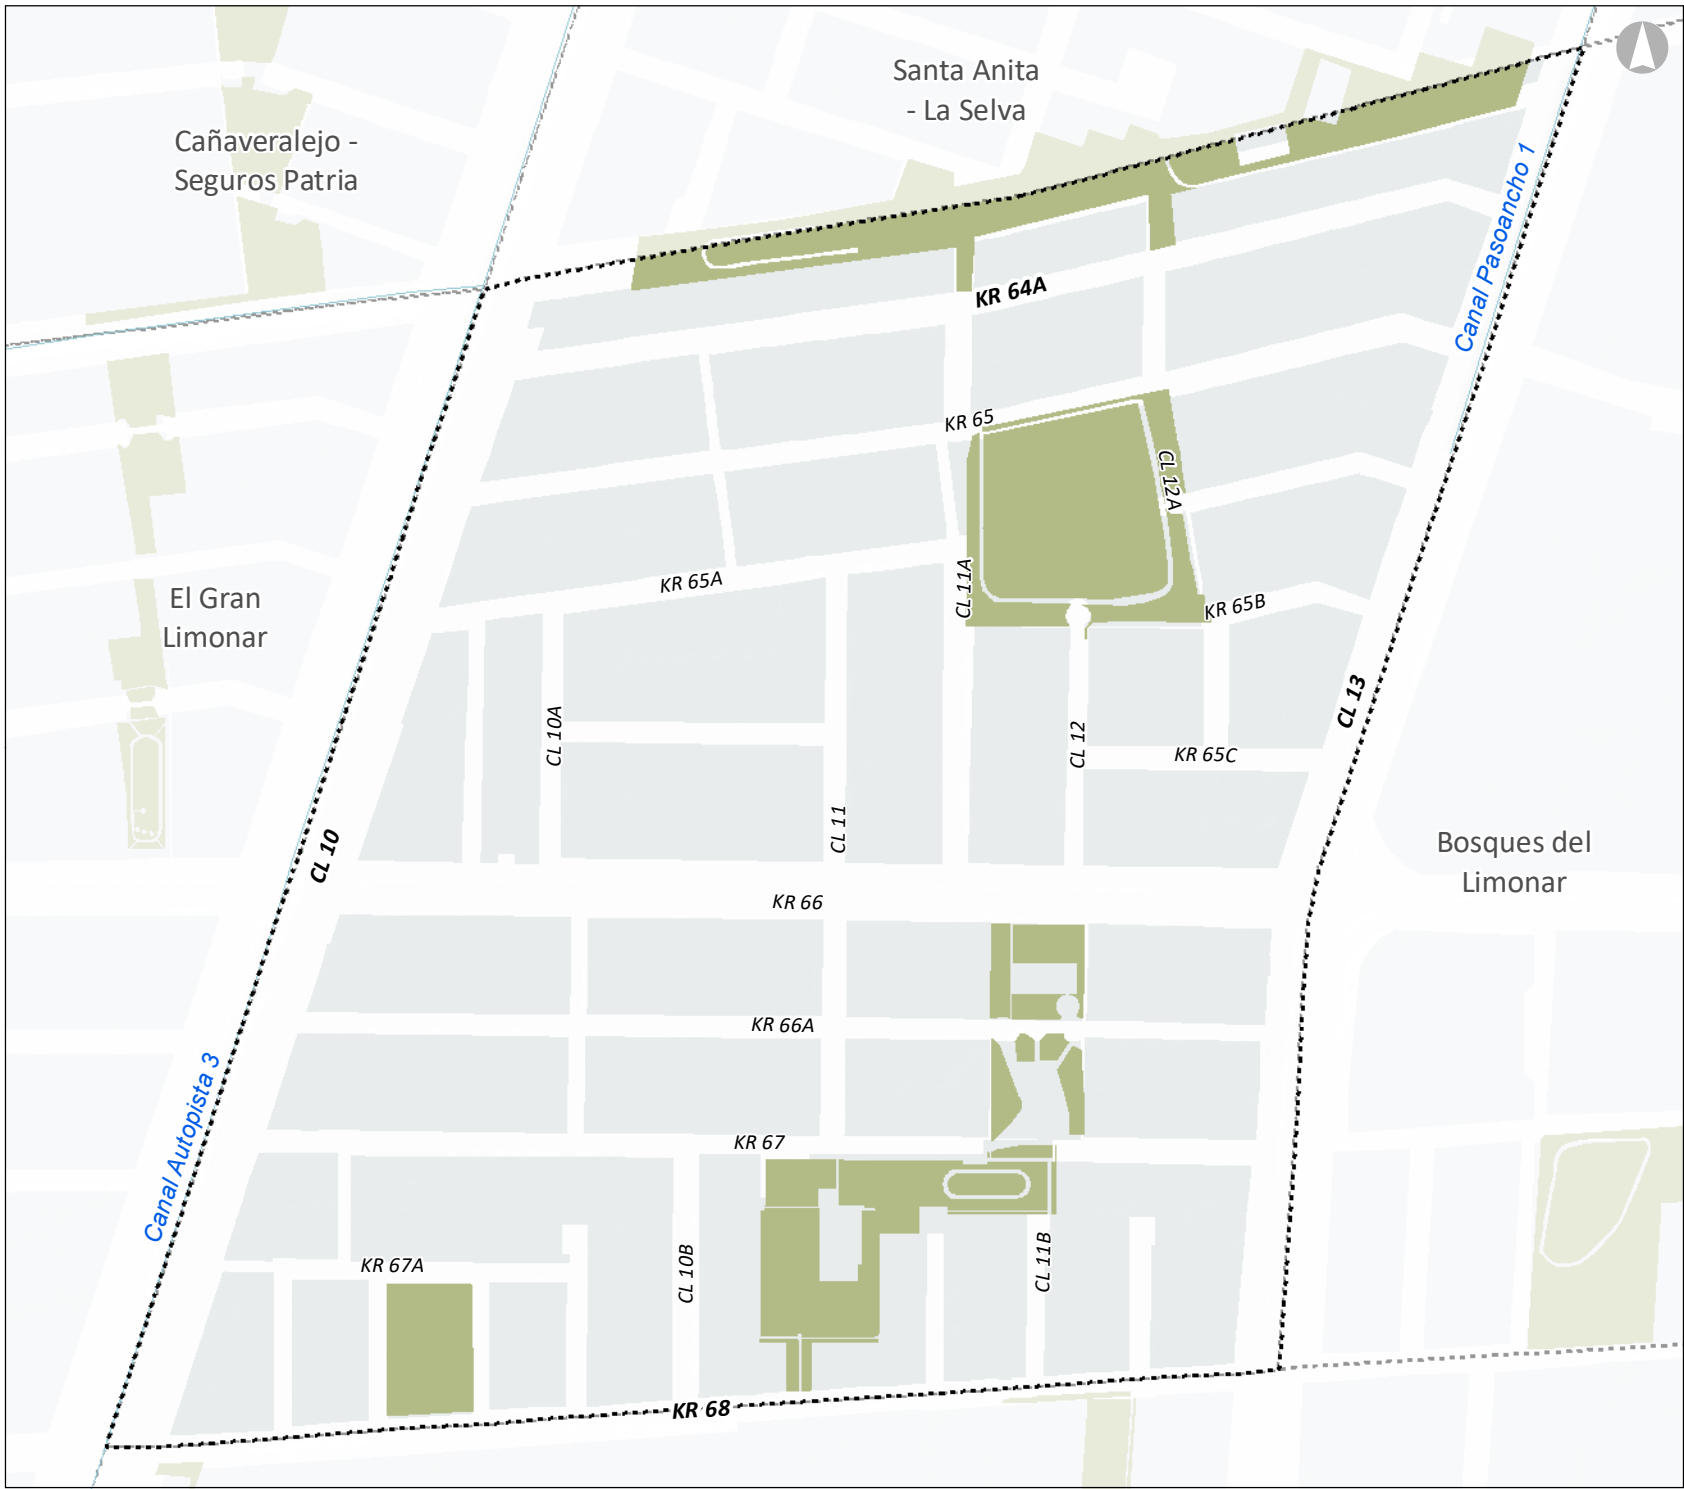 Santa Anita
- La Selva
Cañaveralejo -
Seguros Patria
Canal Pasoancho 1
KR 64A
KR 65
CL 12A
KR 65A
CL 11A
KR 65B
El Gran
Limonar
CL 13
CL 10A
CL 12
KR 65C
CL 11
CL 10
Bosques del
Limonar
KR 66
KR 66A
Canal Autopista 3
KR 67
KR 67A
CL 10B
CL 11B
KR 68